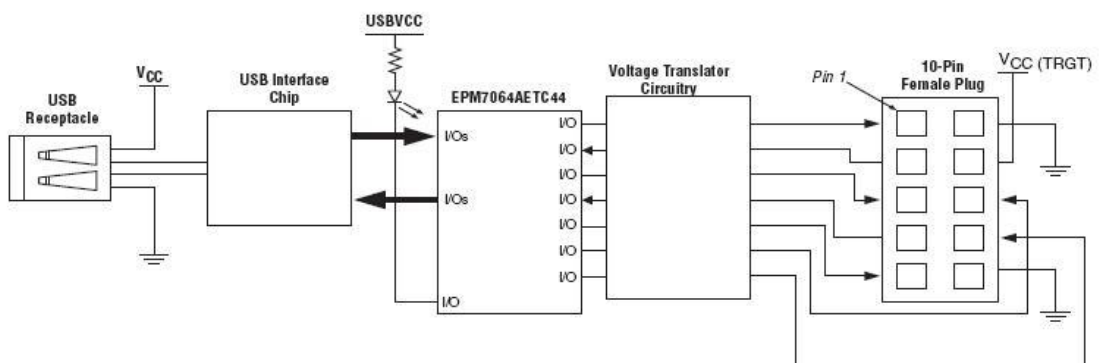 USBVCC
USB
Receptacle
VCC
USB Interface
Chip
EPM7064AETC44
Voltage Translator
Circuitry
Pin 1
10-Pin
Female Plug
VCC (TRGT)
I/Os
I/Os
I/O
I/O
I/O
I/O
I/O
I/O
I/O
I/O